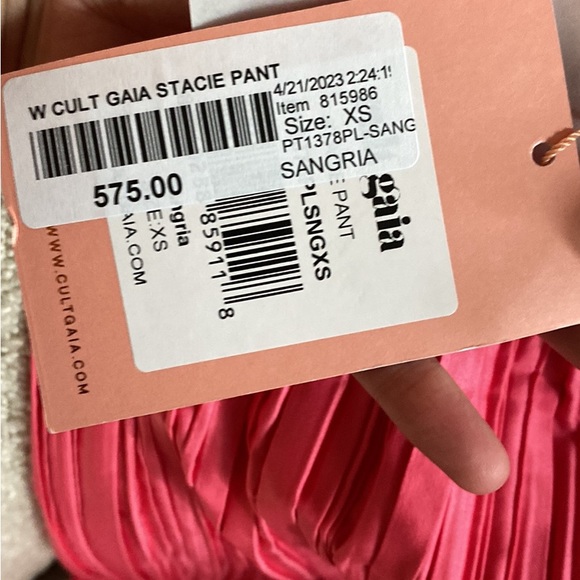 W CULT GAIA STACIE PANT
4/21/2023 2:24:1
Item 815986
Size: XS
PT1378PL-SANG
SANGRIA
575.00
gaia
PANT
PLSNGXS
85911 8
ngria
E:XS
AIA.COM
WWW.CULTGAIA.COM